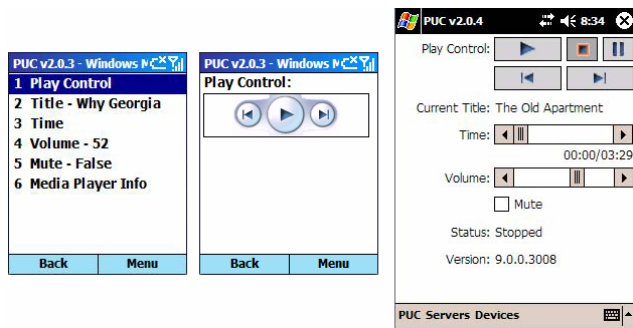 PUC v2.0.3 - Windows
1 Play Control
2 Title - Why Georgia
3 Time
4 Volume - 52
5 Mute - False
6 Media Player Info
Back Menu
PUC v2.0.3 - Windows
Play Control:
Back Menu
PUC v2.0.4 8:34
Play Control:
Current Title: The Old Apartment
Time:
00:00/03:29
Volume:
Mute
Status: Stopped
Version: 9.0.0.3008
PUC Servers Devices